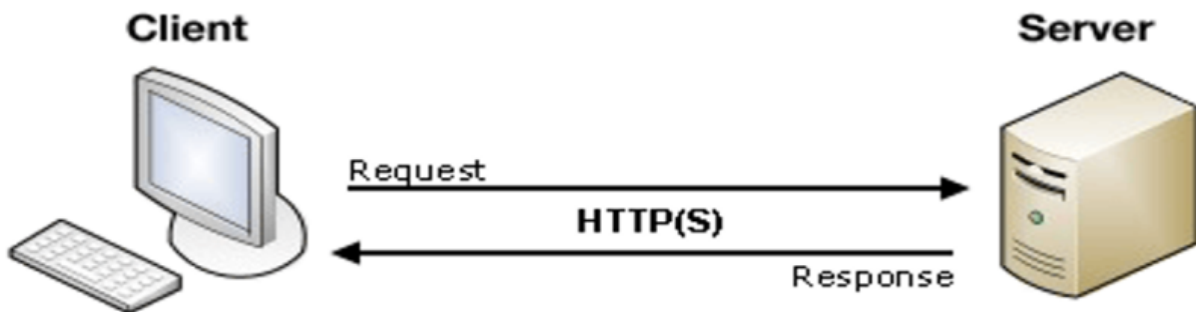 Client
Server
Request
HTTP(S)
Response